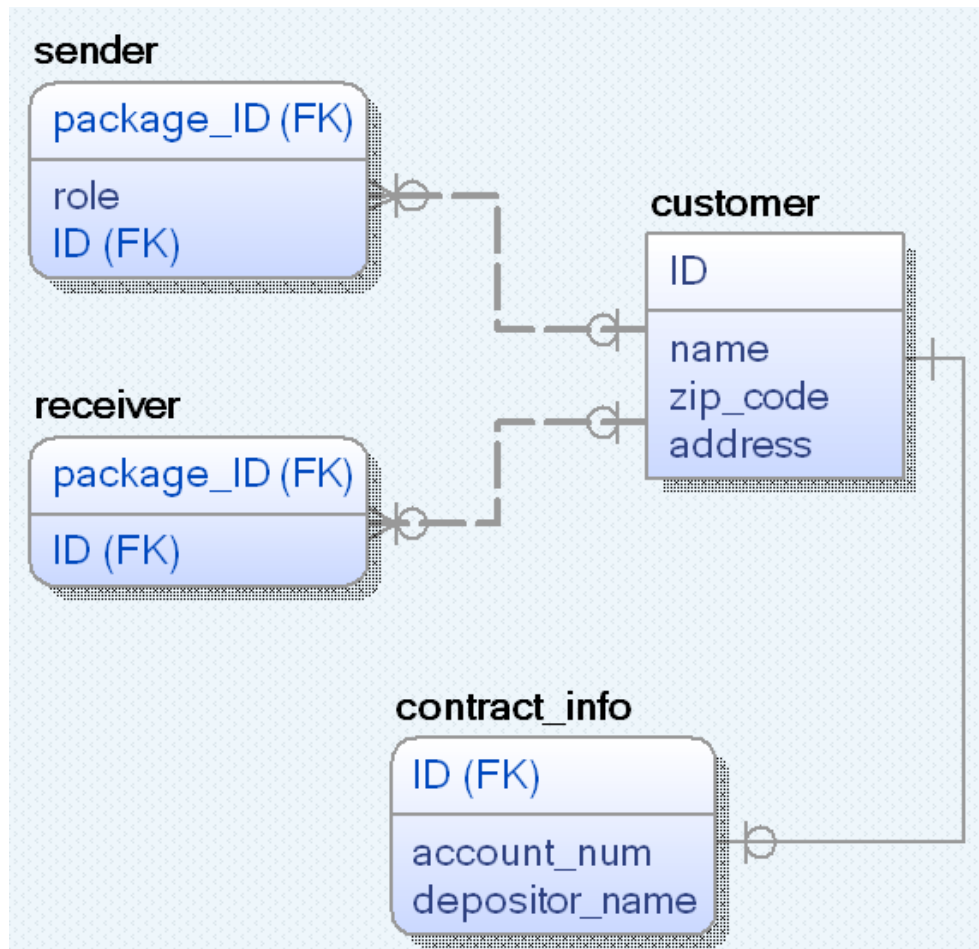 sender
package_ID (FK)
role
ID (FK)
customer
ID
name
zip_code
address
receiver
package_ID (FK)
ID (FK)
contract_info
ID (FK)
account_num
depositor_name